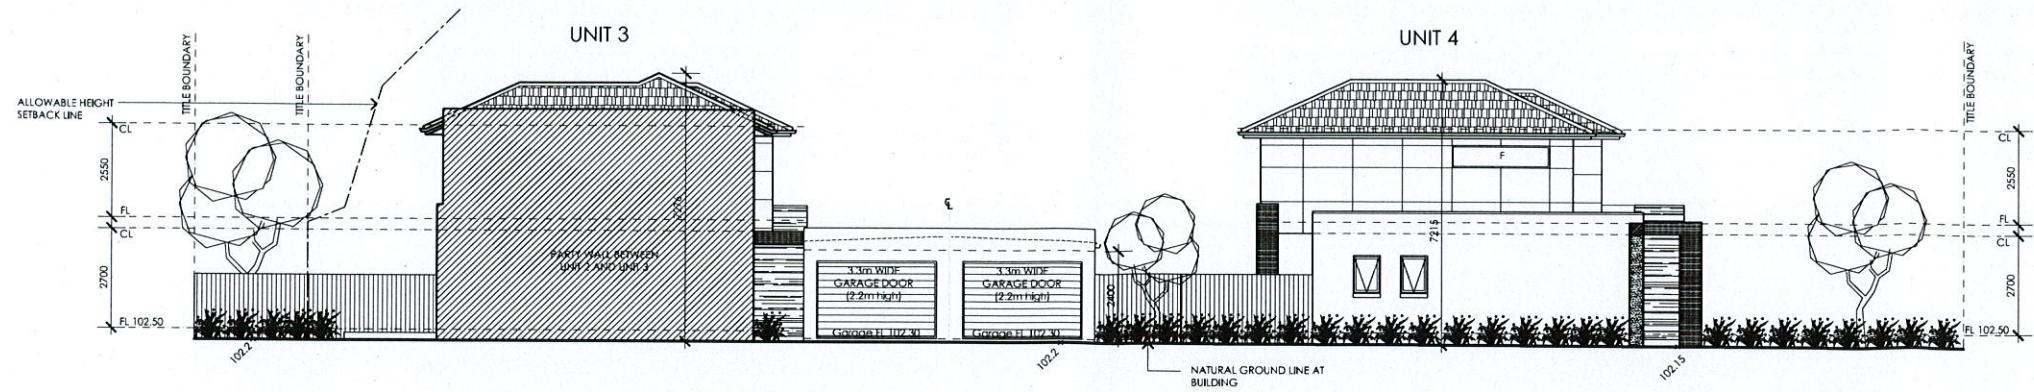 UNIT 3
UNIT 4
TITLE BOUNDARY
TITLE BOUNDARY
TITLE BOUNDARY
ALLOWABLE HEIGHT
SETBACK LINE
CL
2550
FL
CL
2700
FL 102.50
102.2
PARTY WALL BETWEEN
UNIT 2 AND UNIT 3
3.3m WIDE
GARAGE DOOR
(2.2m high)
Garage FL 102.30
3.3m WIDE
GARAGE DOOR
(2.2m high)
Garage FL 102.30
102.2
2400
NATURAL GROUND LINE AT
BUILDING
F
7215
102.15
CL
2550
FL
CL
2700
FL 102.50